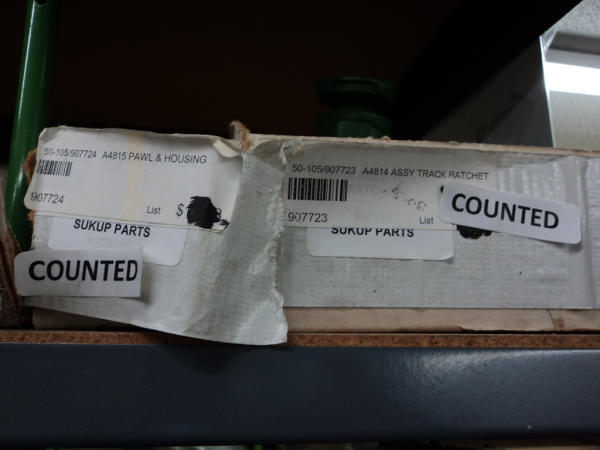 50-105/907724 A4815 PAWL & HOUSING
907724
List $
SUKUP PARTS
COUNTED
50-105/907723 A4814 ASSY TRACK RATCHET
907723
List
COUNTED
SUKUP PARTS